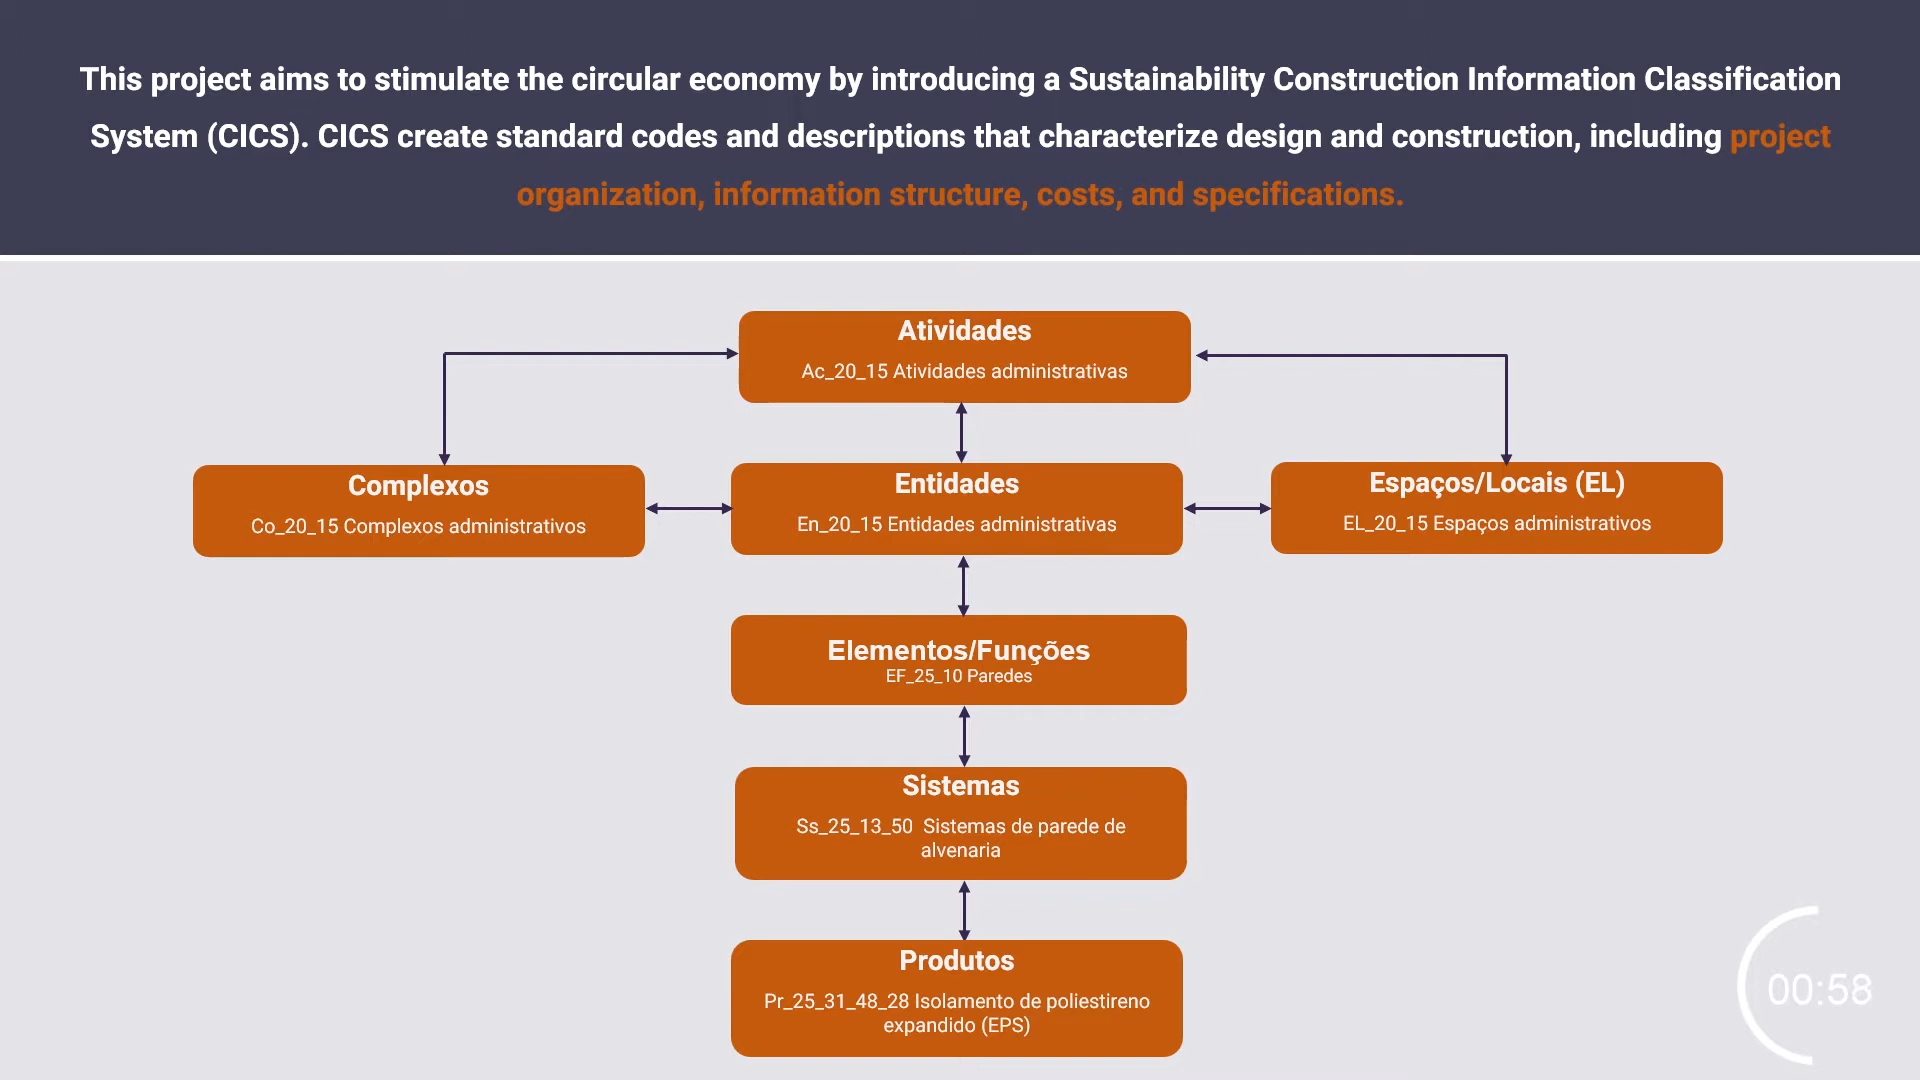 This project aims to stimulate the circular economy by introducing a Sustainability Construction Information Classification
System (CICS). CICS create standard codes and descriptions that characterize design and construction, including project
organization, information structure, costs, and specifications.
Atividades
Ac_20_15 Atividades administrativas
Complexos
Co_20_15 Complexos administrativos
Entidades
En_20_15 Entidades administrativas
Espaços/Locais (EL)
EL_20_15 Espaços administrativos
Elementos/Funções
EF_25_10 Paredes
Sistemas
Ss_25_13_50 Sistemas de parede de
alvenaria
Produtos
Pr_25_31_48_28 Isolamento de poliestireno
expandido (EPS)
00:58